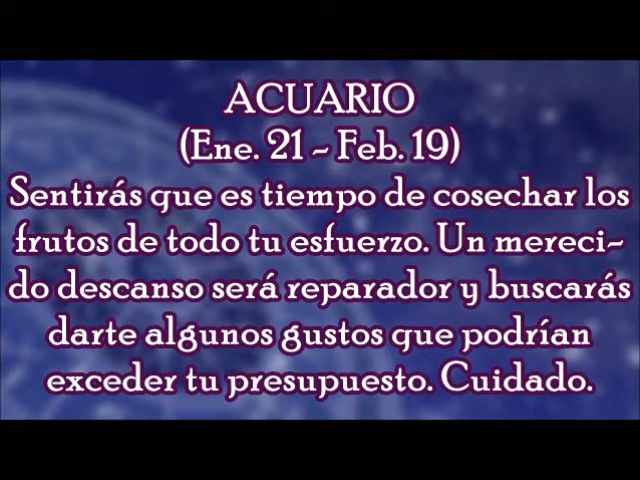 ACUARIO
(Ene. 21 - Feb. 19)
Sentirás que es tiempo de cosechar los
frutos de todo tu esfuerzo. Un mereci-
do descanso será reparador y buscarás
darte algunos gustos que podrían
exceder tu presupuesto. Cuidado.